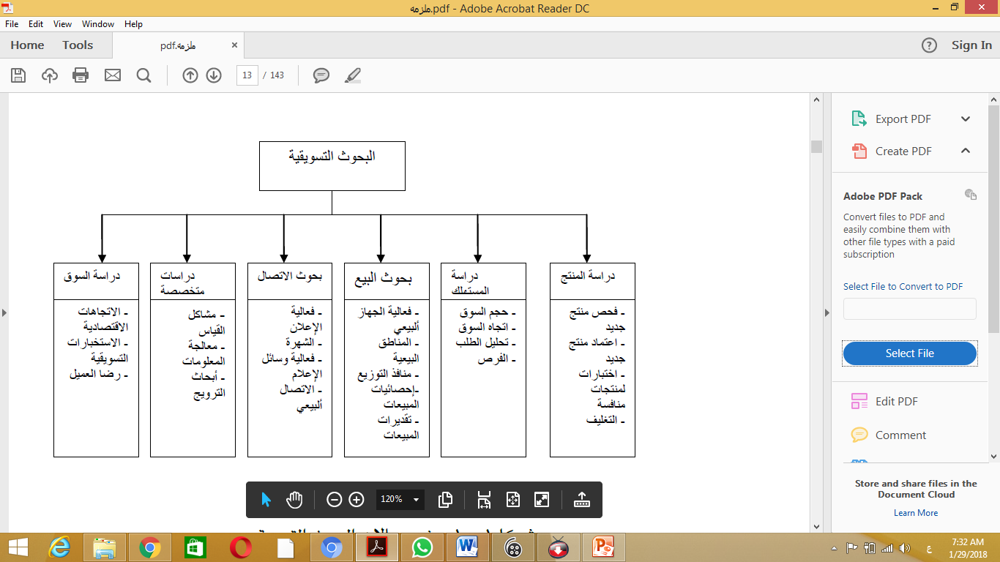 ملزمه.pdf - Adobe Acrobat Reader DC
File Edit View Window Help
Home Tools ملزمه.pdf × ? Sign In
13 / 143
البحوث التسويقية
دراسة المنتج
- فحص منتج
جديد
- اعتماد منتج
جديد
- اختبارات
لمنتجات
منافسة
- التغليف
دراسة
المستهلك
- حجم السوق
- اتجاه السوق
- تحليل الطلب
- الفرص
بحوث البيع
- فعالية الجهاز
ألبيعي
- المناطق
البيعية
- منافذ التوزيع
-إحصائيات
المبيعات
- تقديرات
المبيعات
بحوث الاتصال
- فعالية
الإعلان
- الشهرة
- فعالية وسائل
الإعلام
- الاتصال
ألبيعي
دراسات
متخصصة
- مشاكل
القياس
- معالجة
المعلومات
- أبحاث
الترويج
دراسة السوق
- الاتجاهات
الاقتصادية
- الاستخبارات
التسويقية
- رضا العميل
120%
Export PDF
Create PDF
Adobe PDF Pack
Convert files to PDF and
easily combine them with
other file types with a paid
subscription
Select File to Convert to PDF
Select File
Edit PDF
Comment
Store and share files in the
Document Cloud
Learn More
ع
7:32 AM
1/29/2018